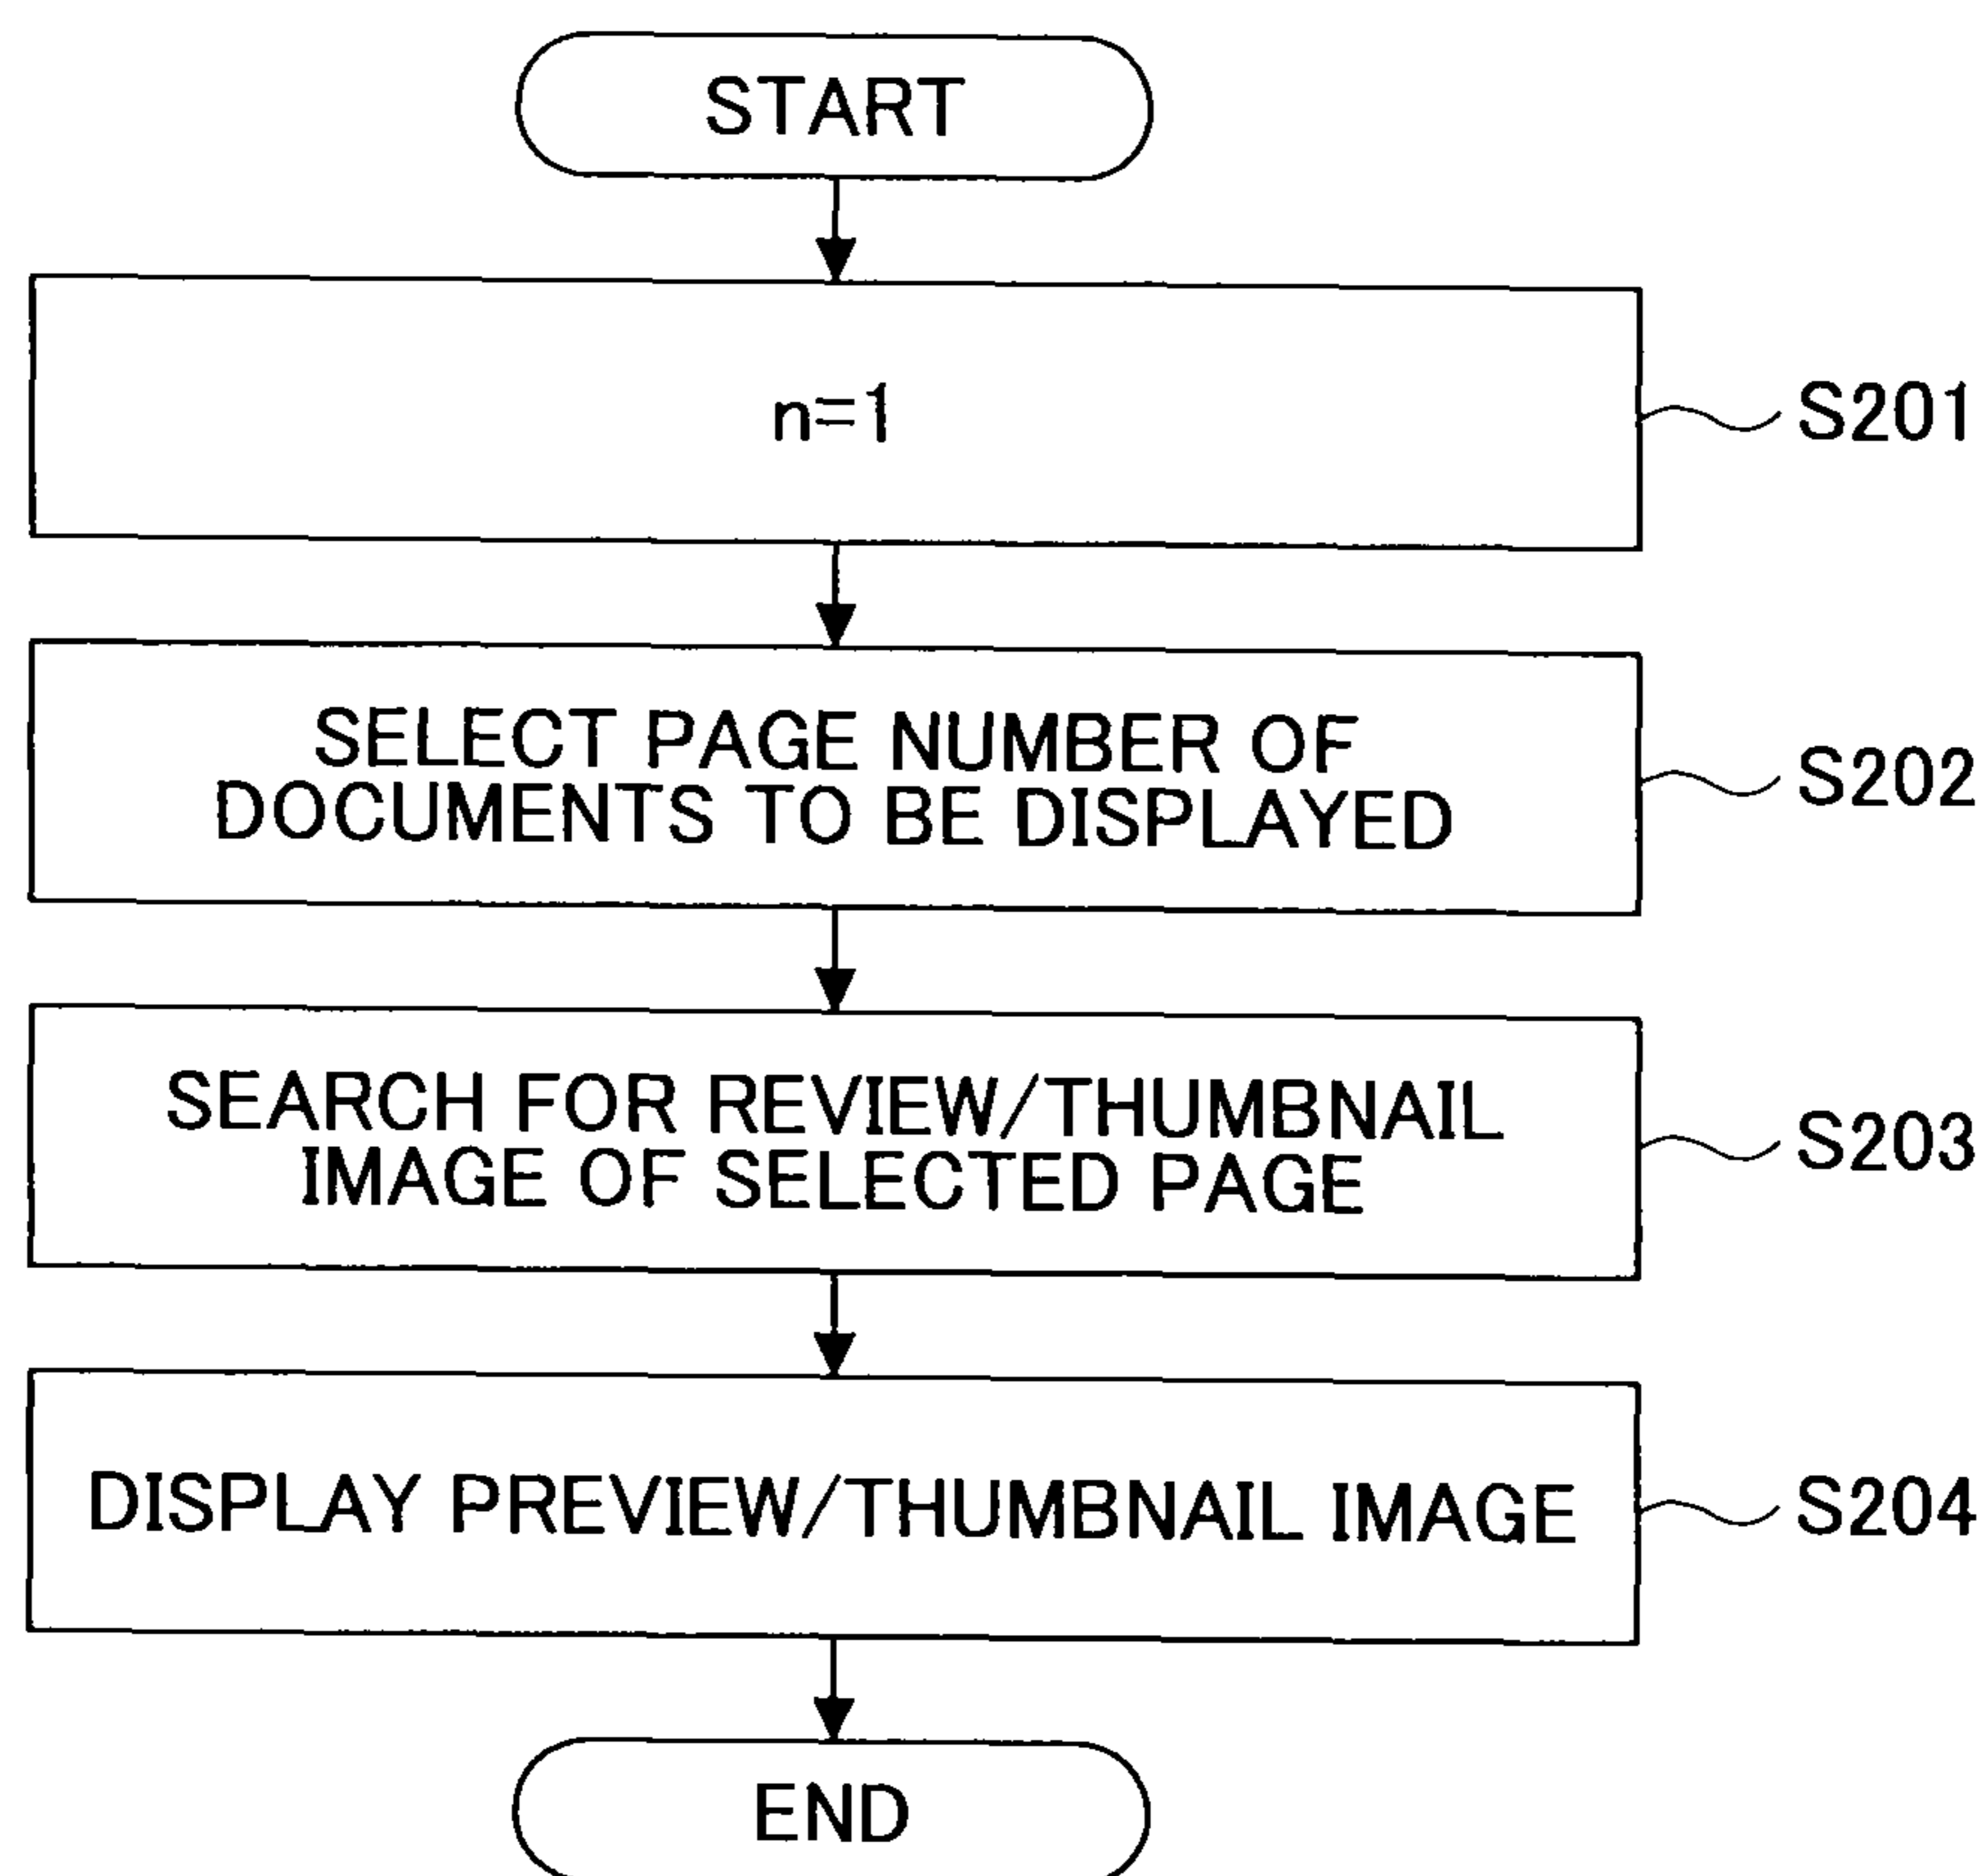 START
n=1
S201
SELECT PAGE NUMBER OF
DOCUMENTS TO BE DISPLAYED
S202
SEARCH FOR REVIEW/THUMBNAIL
IMAGE OF SELECTED PAGE
S203
DISPLAY PREVIEW/THUMBNAIL IMAGE
S204
END